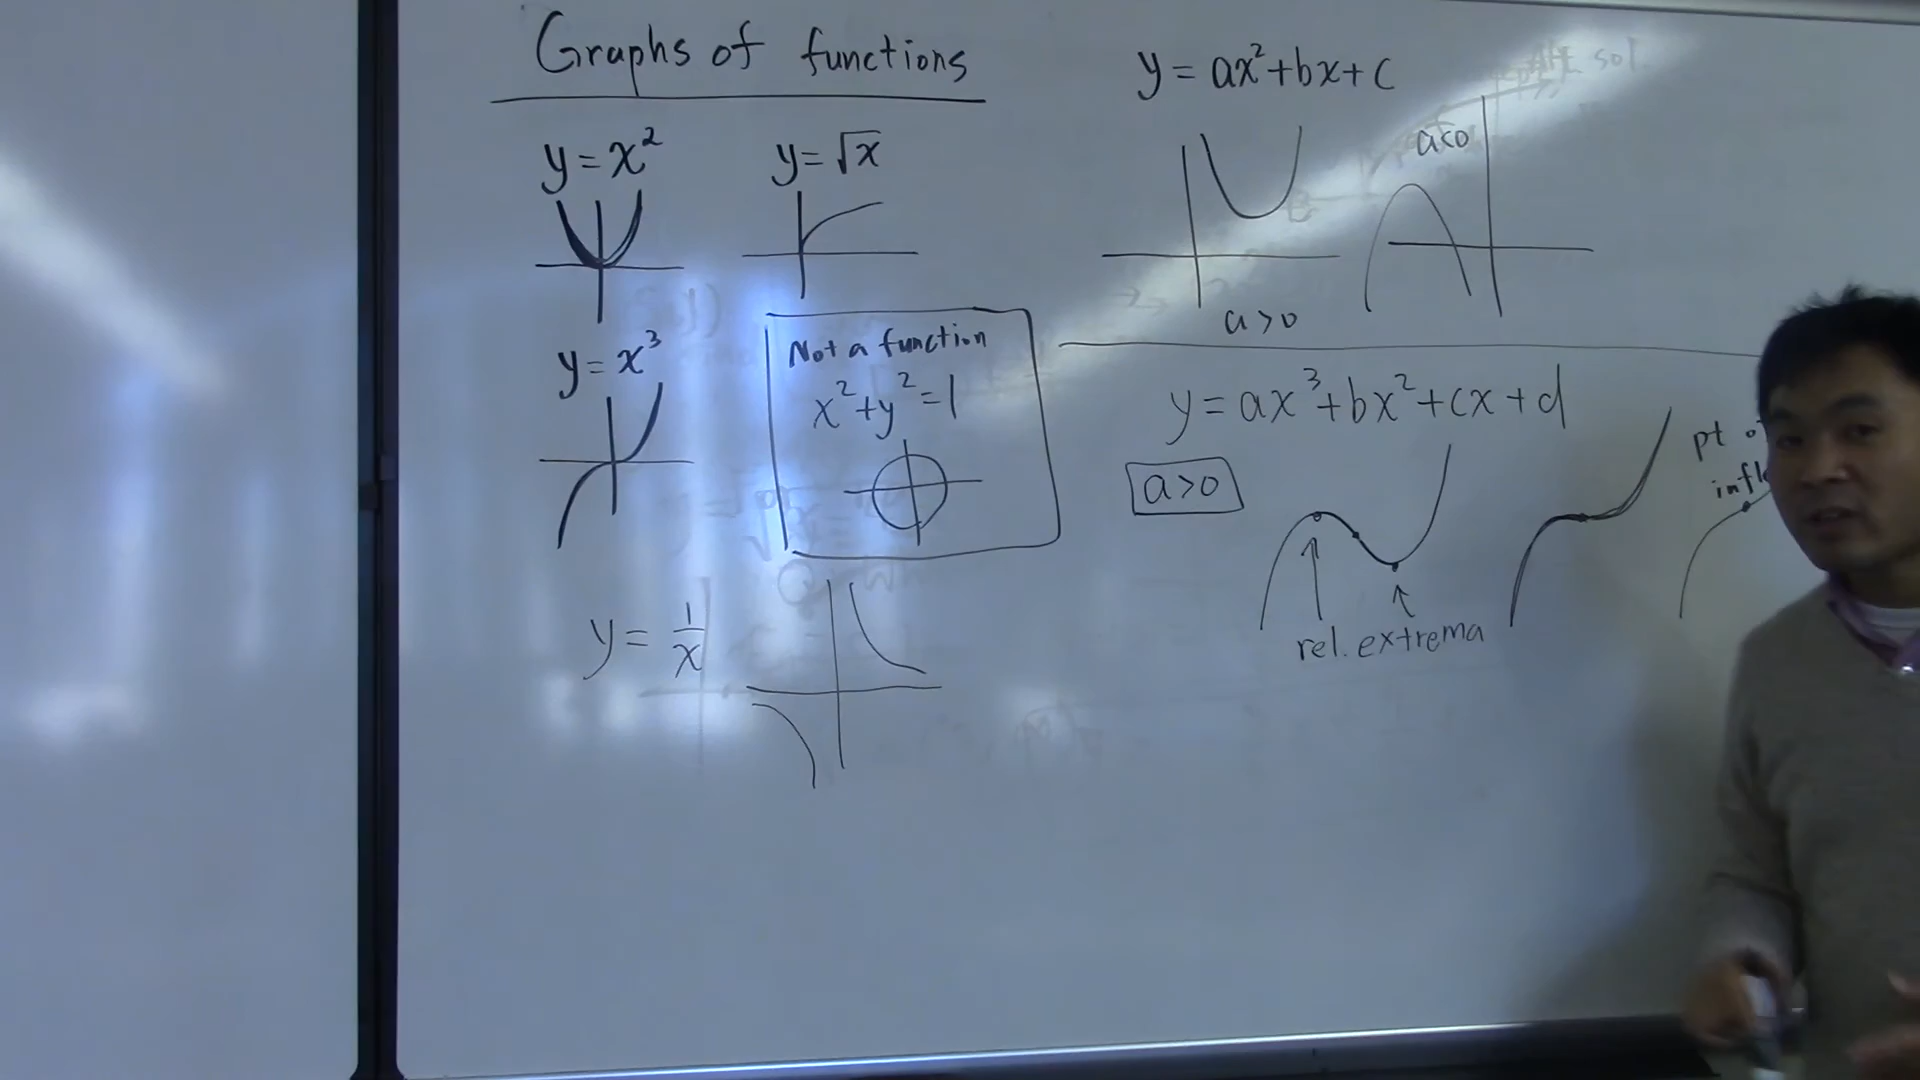 Graphs of functions
y = x²
y = √x
y = x³
Not a function
x² + y² = 1
y = 1/x
y = ax² + bx + c
a<0
a>0
y = ax³ + bx² + cx + d
a>0
rel. extrema
pt